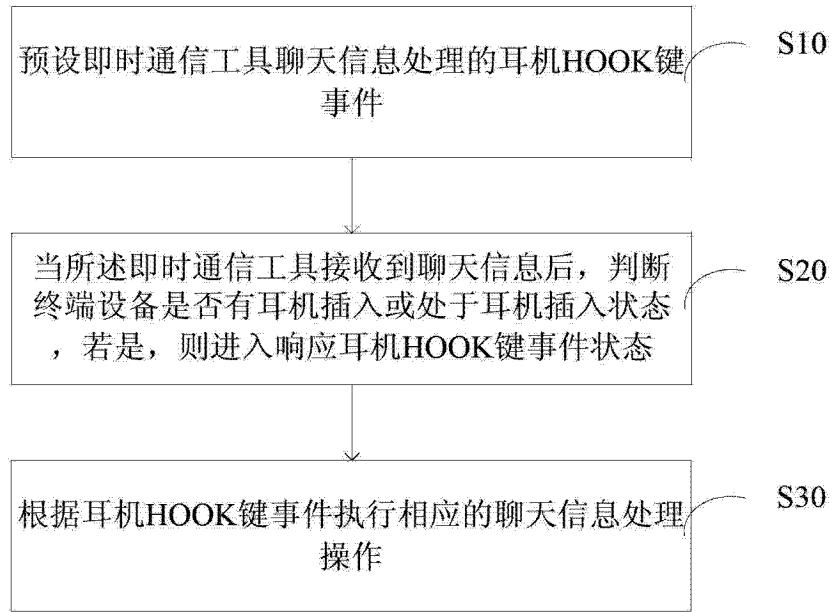 预设即时通信工具聊天信息处理的耳机HOOK键
事件
S10
当所述即时通信工具接收到聊天信息后，判断
终端设备是否有耳机插入或处于耳机插入状态
，若是，则进入响应耳机HOOK键事件状态
S20
根据耳机HOOK键事件执行相应的聊天信息处理
操作
S30